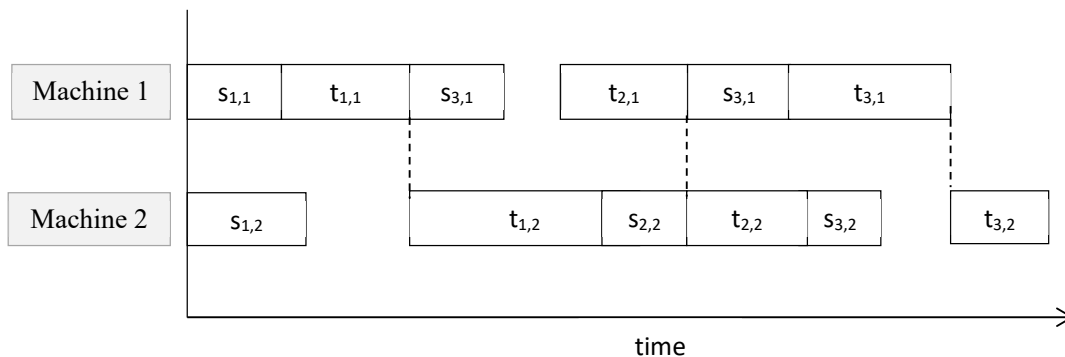 Machine 1 s1,1 t1,1 s3,1 t2,1 s3,1 t3,1
Machine 2 s1,2 t1,2 s2,2 t2,2 s3,2 t3,2
time